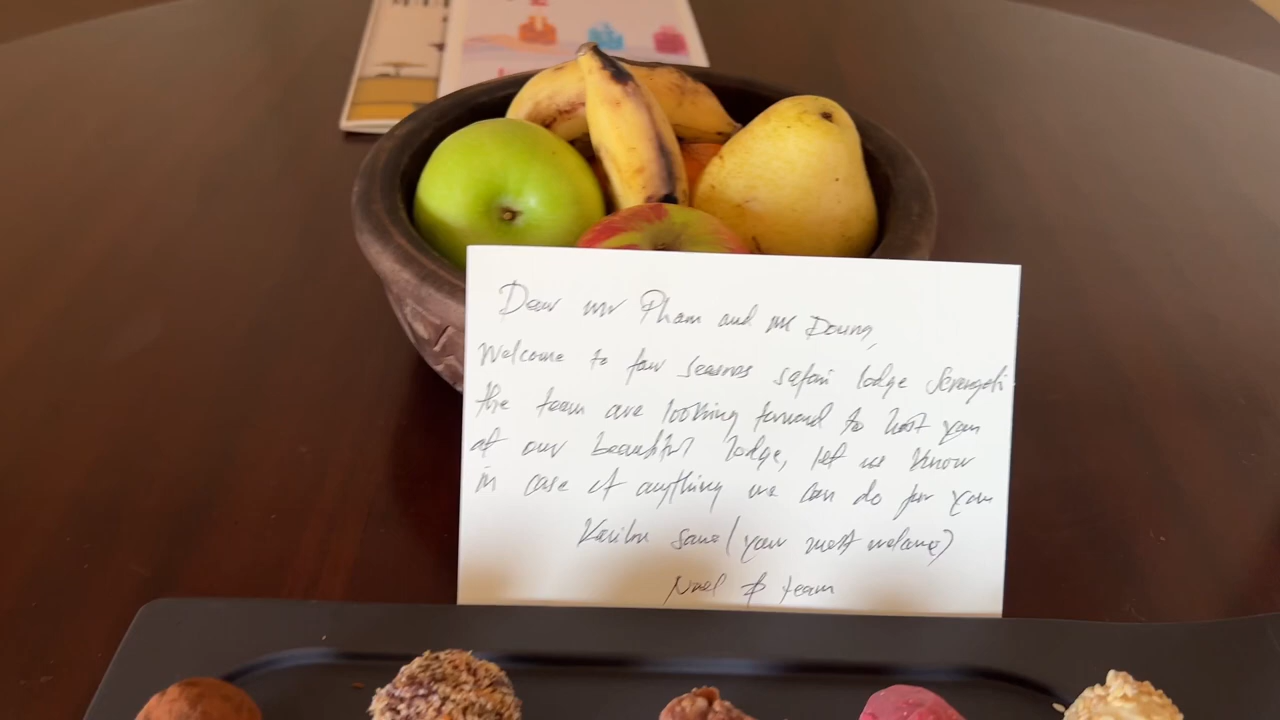 Dear mr Pham and mr Doung,
Welcome to four seasons safari lodge Serengeti
the team are looking forward to host you
at our beautiful lodge, let us know
in case of anything we can do for you
Karibu sana (your most welcome)
Noel & team